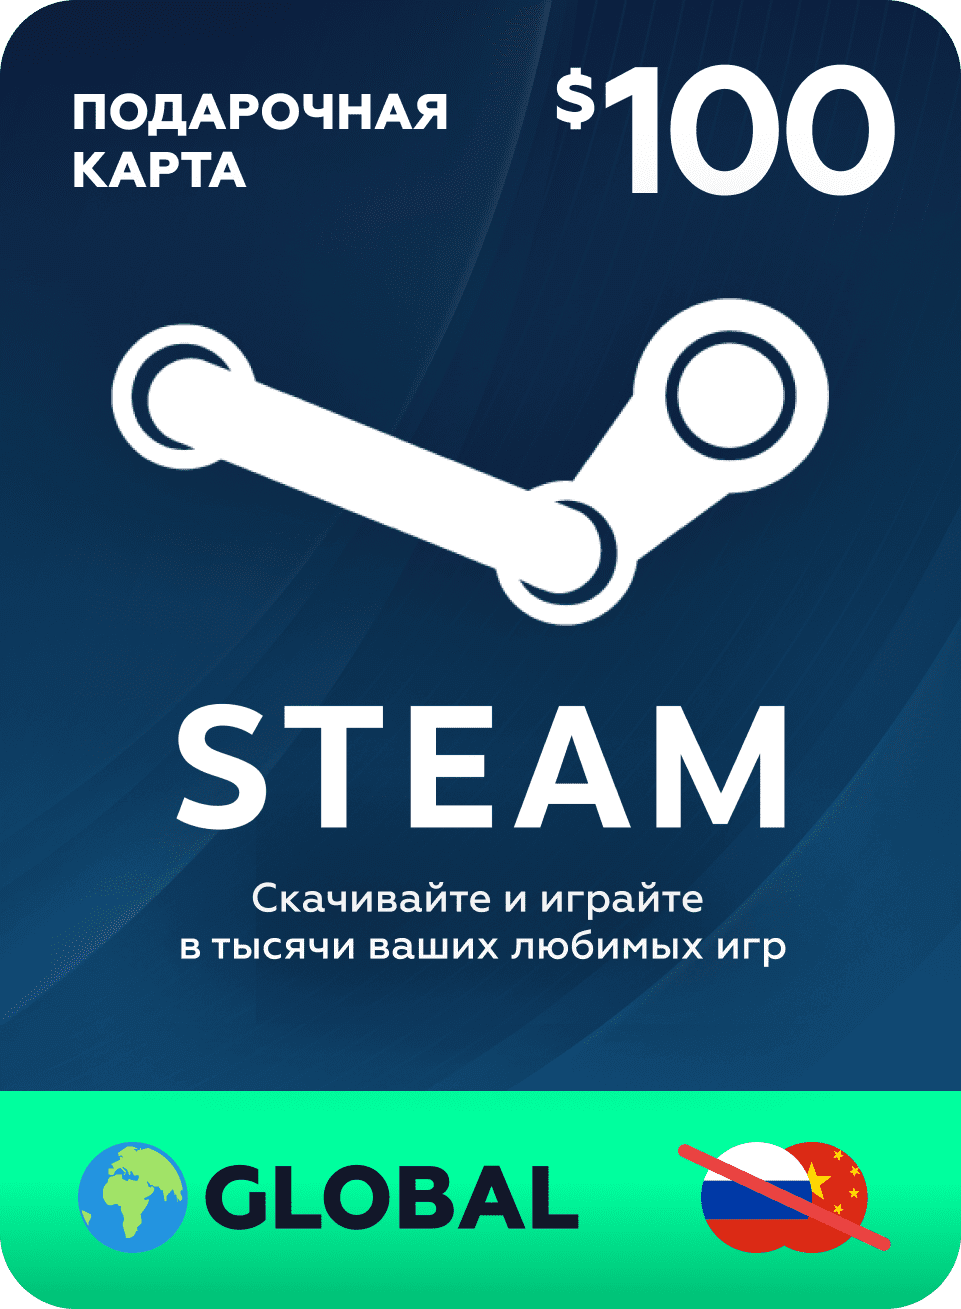 ПОДАРОЧНАЯ
КАРТА
$100
STEAM
Скачивайте и играйте
в тысячи ваших любимых игр
GLOBAL